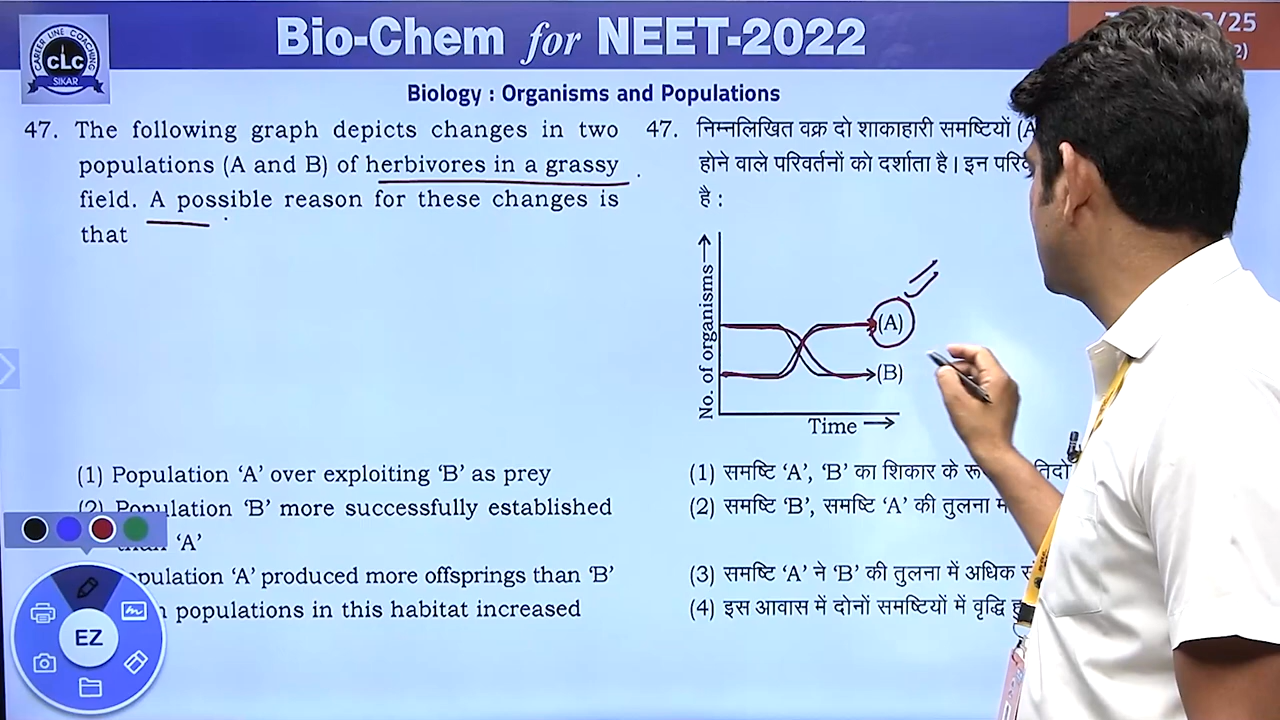 Bio-Chem for NEET-2022
/25
2)
CAREER LINE COACHING
CLC
SIKAR
Biology : Organisms and Populations
47. The following graph depicts changes in two
populations (A and B) of herbivores in a grassy
field. A possible reason for these changes is
that
(1) Population ‘A’ over exploiting ‘B’ as prey
(2) Population ‘B’ more successfully established
than ‘A’
opulation ‘A’ produced more offsprings than ‘B’
populations in this habitat increased
EZ
47. निम्नलिखित वक्र दो शाकाहारी समष्टियों (A
होने वाले परिवर्तनों को दर्शाता है। इन
है :
No. of organisms
(A)
(B)
Time
(1) समष्टि ‘A’, ‘B’ का शिकार के
(2) समष्टि ‘B’, समष्टि ‘A’ की तुलना
(3) समष्टि ‘A’ ने ‘B’ की तुलना में अधिक
(4) इस आवास में दोनों समष्टियों में वृद्धि